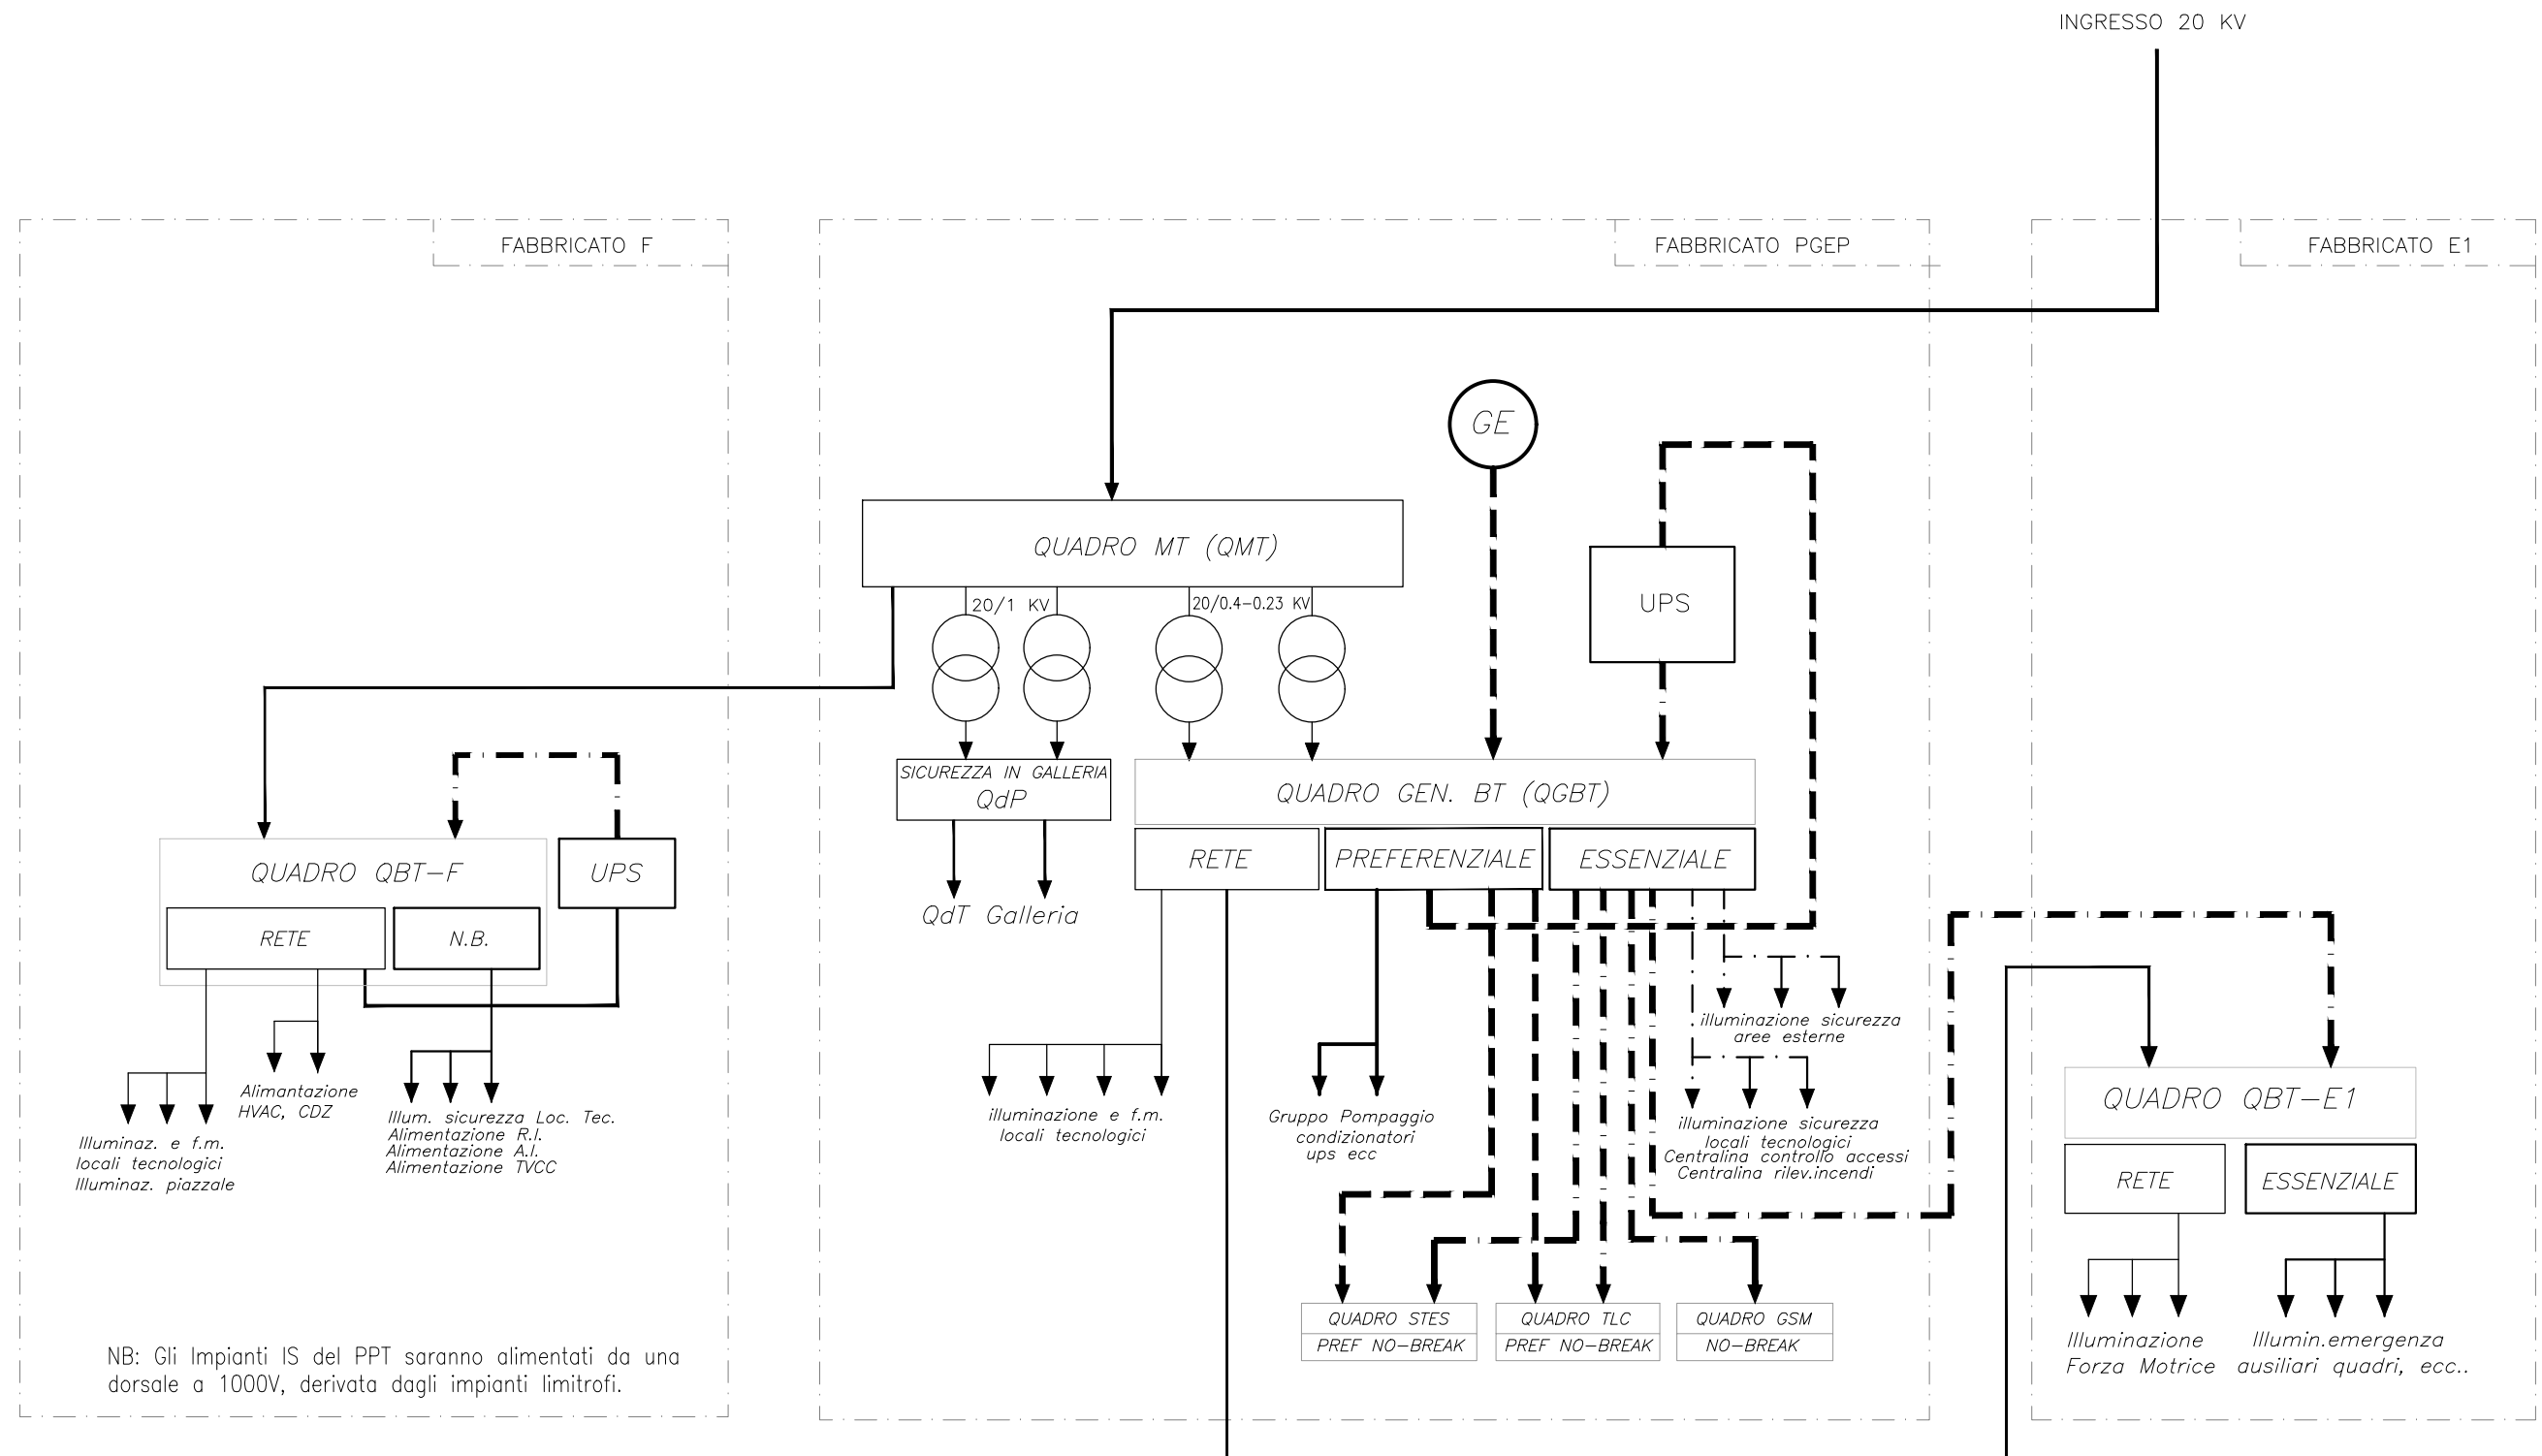 INGRESSO 20 KV
FABBRICATO F
FABBRICATO PGEP
FABBRICATO E1
GE
QUADRO MT (QMT)
UPS
20/1 KV
20/0.4-0.23 KV
SICUREZZA IN GALLERIA
QdP
QUADRO GEN. BT (QGBT)
RETE
PREFERENZIALE
ESSENZIALE
QdT Galleria
QUADRO QBT-F
UPS
RETE
N.B.
Alimantazione
HVAC, CDZ
Illuminaz. e f.m.
locali tecnologici
Illuminaz. piazzale
Illum. sicurezza Loc. Tec.
Alimentazione R.I.
Alimentazione A.I.
Alimentazione TVCC
illuminazione e f.m.
locali tecnologici
Gruppo Pompaggio
condizionatori
ups ecc
illuminazione sicurezza
aree esterne
illuminazione sicurezza
locali tecnologici
Centralina controllo accessi
Centralina rilev.incendi
QUADRO QBT-E1
RETE
ESSENZIALE
QUADRO STES
PREF NO-BREAK
QUADRO TLC
PREF NO-BREAK
QUADRO GSM
NO-BREAK
Illuminazione
Forza Motrice
Illumin.emergenza
ausiliari quadri, ecc..
NB: Gli Impianti IS del PPT saranno alimentati da una
dorsale a 1000V, derivata dagli impianti limitrofi.